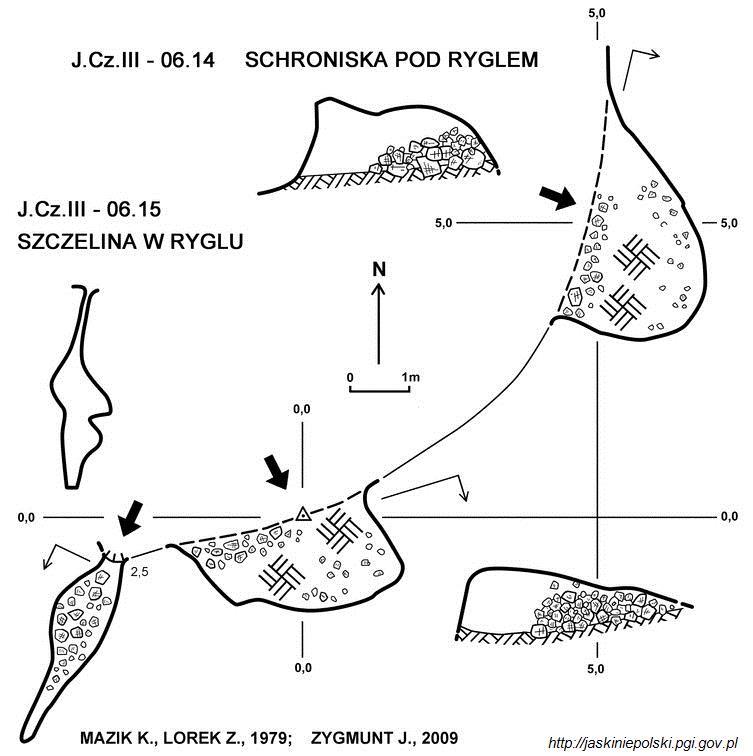 5,0
J.Cz.III - 06.14 SCHRONISKA POD RYGLEM
J.Cz.III - 06.15
SZCZELINA W RYGLU
5,0 5,0
N
0 1m
0,0
0,0 0,0
2,5
0,0 5,0
MAZIK K., LOREK Z., 1979; ZYGMUNT J., 2009
http://jaskiniepolski.pgi.gov.pl